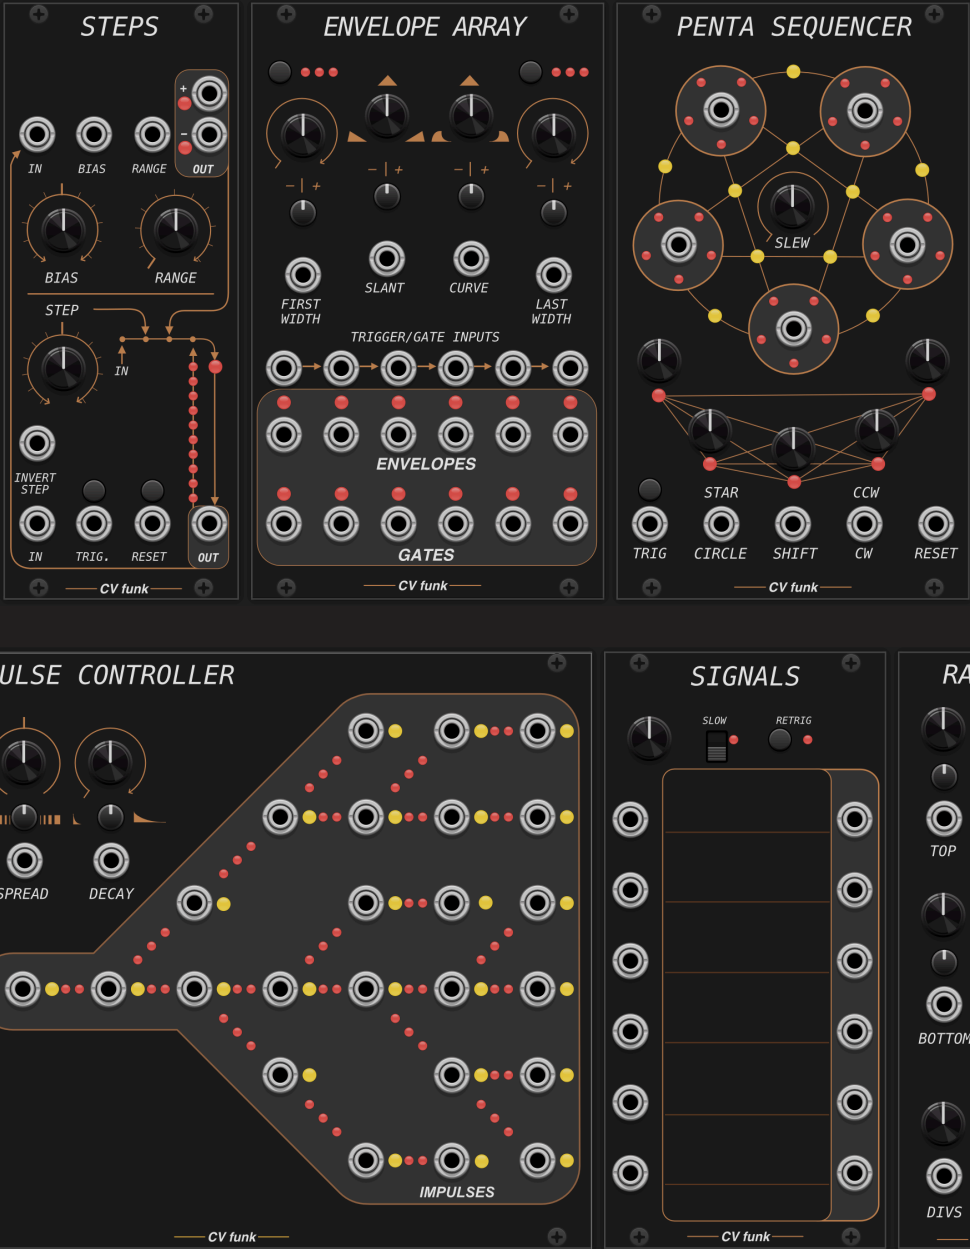 STEPS
+
-
IN
BIAS
RANGE
OUT
BIAS
RANGE
STEP
IN
INVERT
STEP
IN
TRIG.
RESET
OUT
CV funk
ENVELOPE ARRAY
- | +
- | +
- | +
- | +
FIRST
WIDTH
SLANT
CURVE
LAST
WIDTH
TRIGGER/GATE INPUTS
ENVELOPES
GATES
CV funk
PENTA SEQUENCER
SLEW
STAR
CCW
TRIG
CIRCLE
SHIFT
CW
RESET
CV funk
ULSE CONTROLLER
SPREAD
DECAY
IMPULSES
CV funk
SIGNALS
SLOW
RETRIG
CV funk
RA
TOP
BOTTOM
DIVS